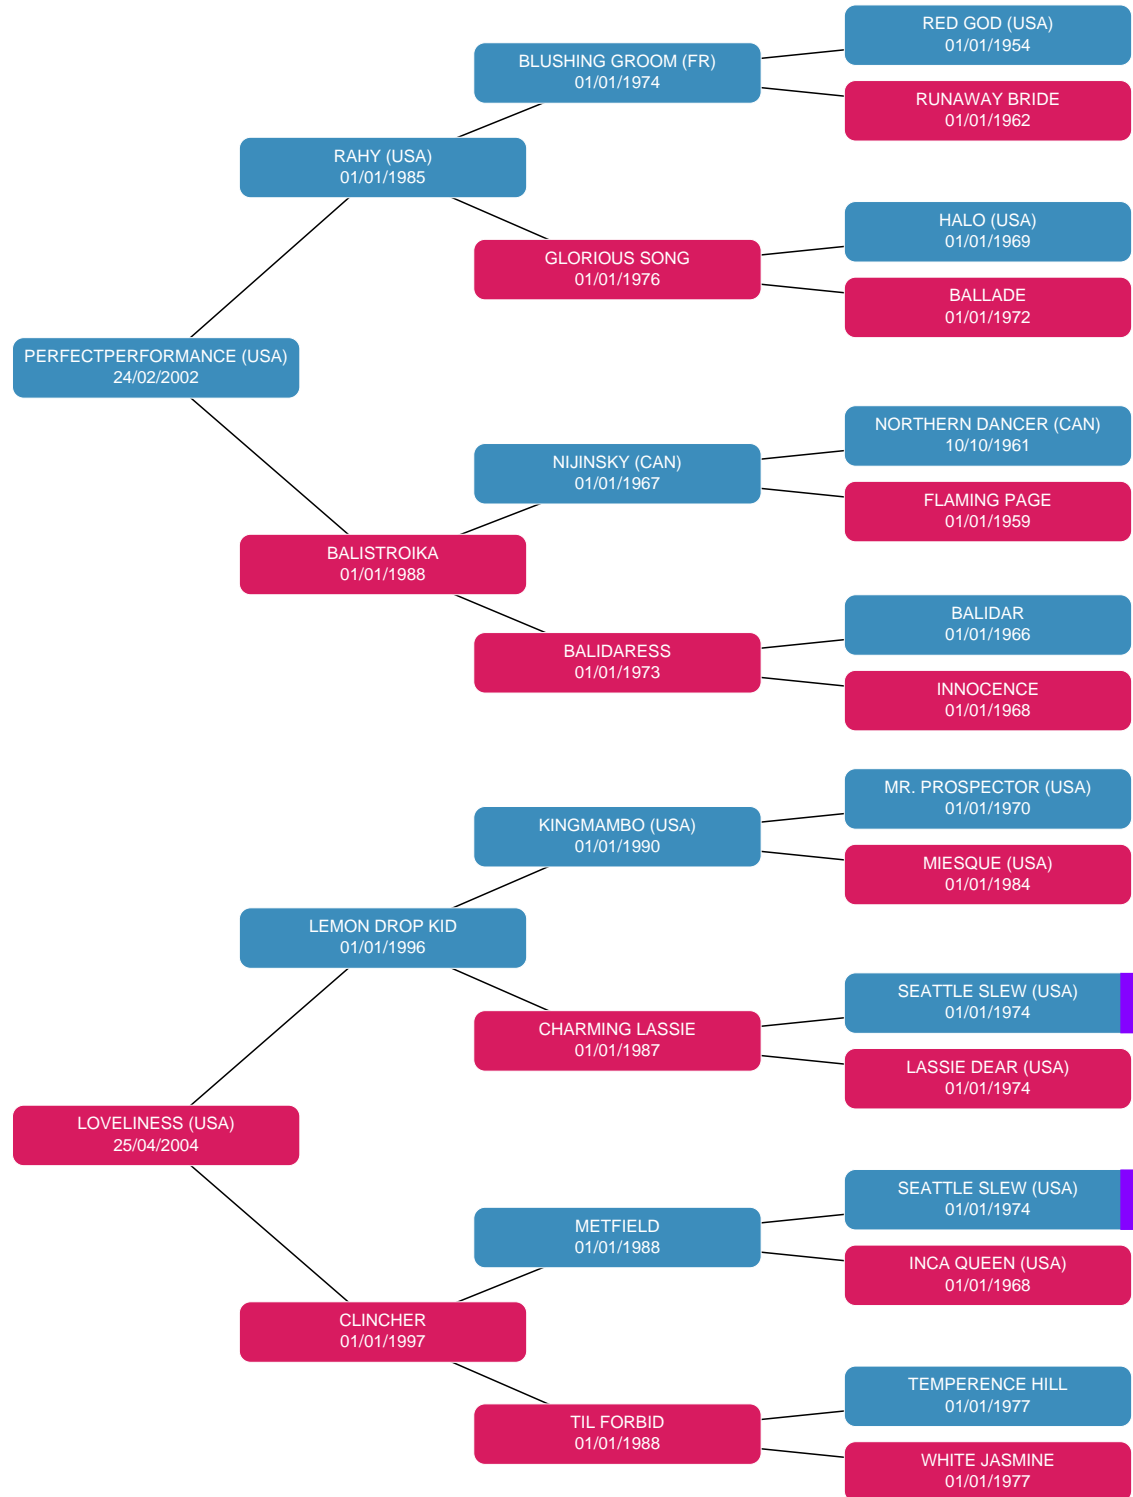 RED GOD (USA)
01/01/1954
BLUSHING GROOM (FR)
01/01/1974
RUNAWAY BRIDE
01/01/1962
RAHY (USA)
01/01/1985
HALO (USA)
01/01/1969
GLORIOUS SONG
01/01/1976
BALLADE
01/01/1972
PERFECTPERFORMANCE (USA)
24/02/2002
NORTHERN DANCER (CAN)
10/10/1961
NIJINSKY (CAN)
01/01/1967
FLAMING PAGE
01/01/1959
BALISTROIKA
01/01/1988
BALIDAR
01/01/1966
BALIDARESS
01/01/1973
INNOCENCE
01/01/1968
MR. PROSPECTOR (USA)
01/01/1970
KINGMAMBO (USA)
01/01/1990
MIESQUE (USA)
01/01/1984
LEMON DROP KID
01/01/1996
SEATTLE SLEW (USA)
01/01/1974
CHARMING LASSIE
01/01/1987
LASSIE DEAR (USA)
01/01/1974
LOVELINESS (USA)
25/04/2004
SEATTLE SLEW (USA)
01/01/1974
METFIELD
01/01/1988
INCA QUEEN (USA)
01/01/1968
CLINCHER
01/01/1997
TEMPERENCE HILL
01/01/1977
TIL FORBID
01/01/1988
WHITE JASMINE
01/01/1977